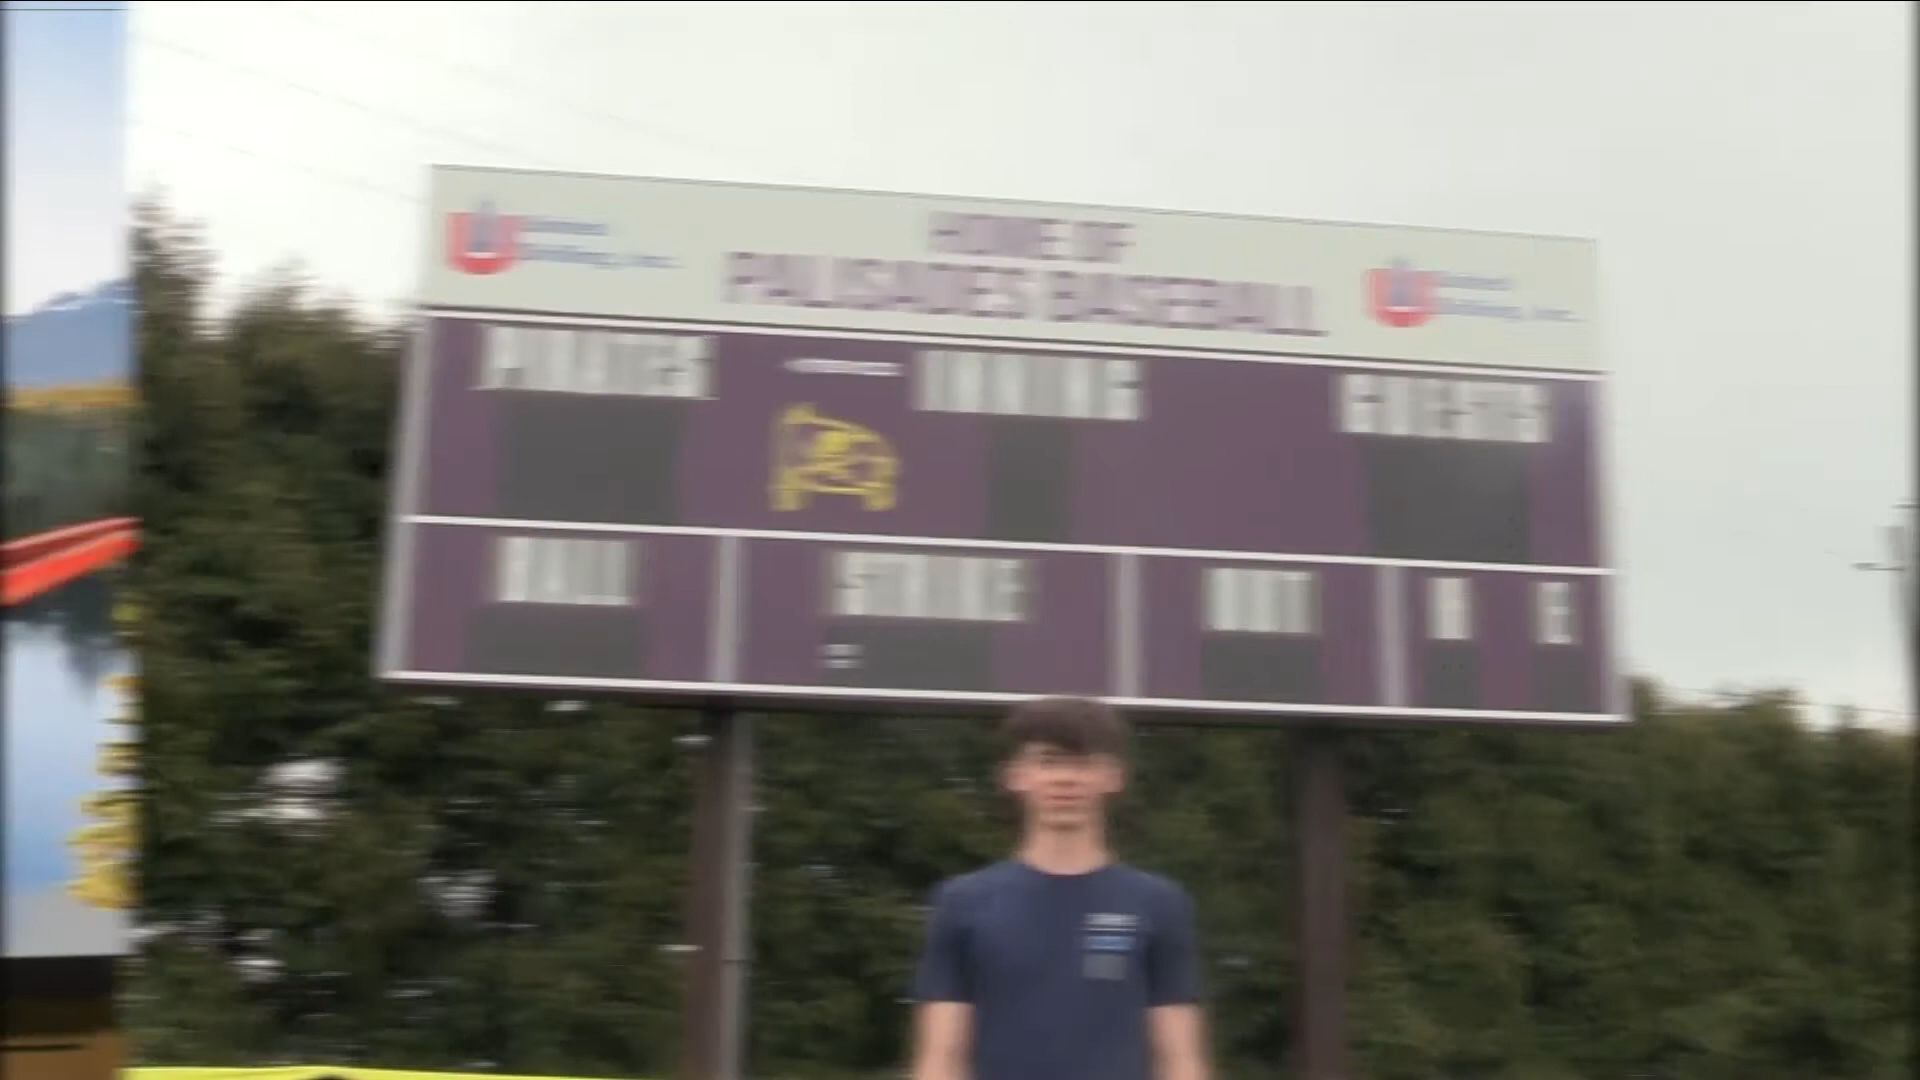 HOME OF
PALISADES BASEBALL
PIRATES INNING GUESTS
BALL STRIKE OUT H E